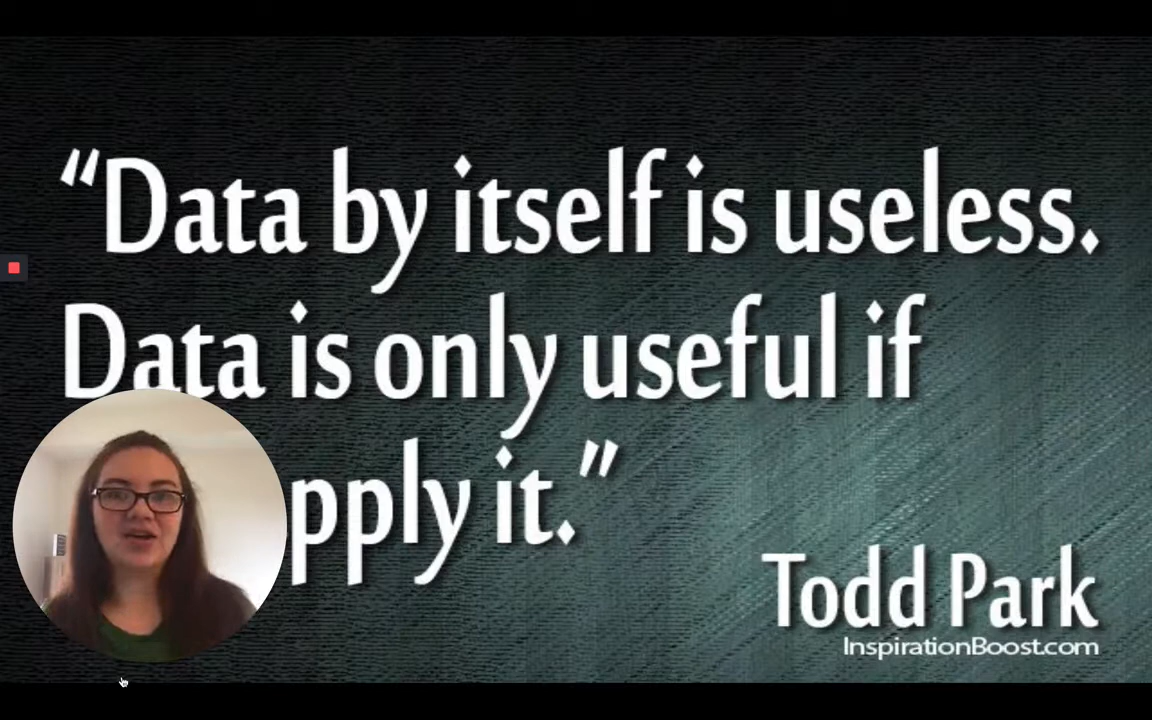 “Data by itself is useless.
Data is only useful if
pply it.”
Todd Park
InspirationBoost.com